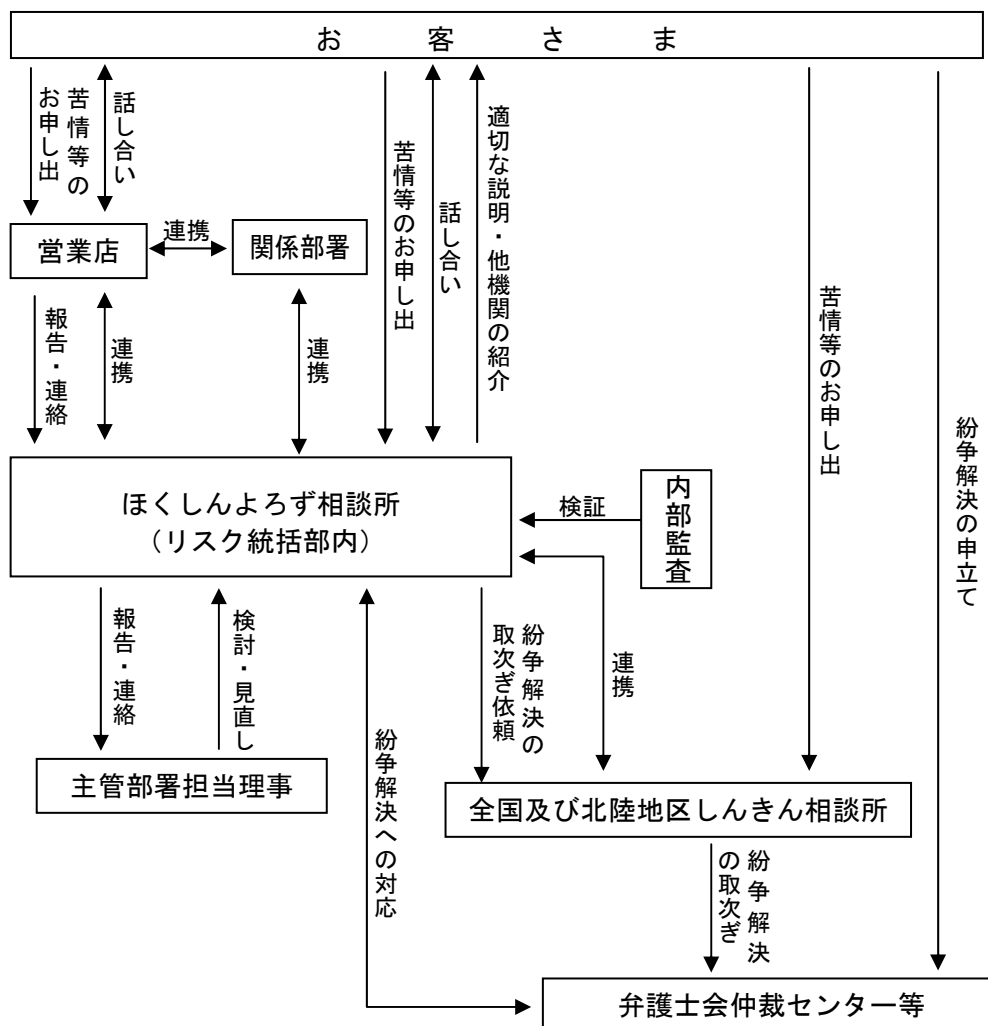 お客さま
苦情等の
お申し出
話し合い
苦情等のお申し出
話し合い
適切な説明・他機関の紹介
苦情等のお申し出
紛争解決の申立て
営業店
連携
関係部署
報告・連絡
連携
連携
ほくしんよろず相談所
（リスク統括部内）
検証
内部監査
報告・連絡
検討・見直し
紛争解決への対応
紛争解決の
取次ぎ依頼
連携
主管部署担当理事
全国及び北陸地区しんきん相談所
紛争解決
の取次ぎ
弁護士会仲裁センター等